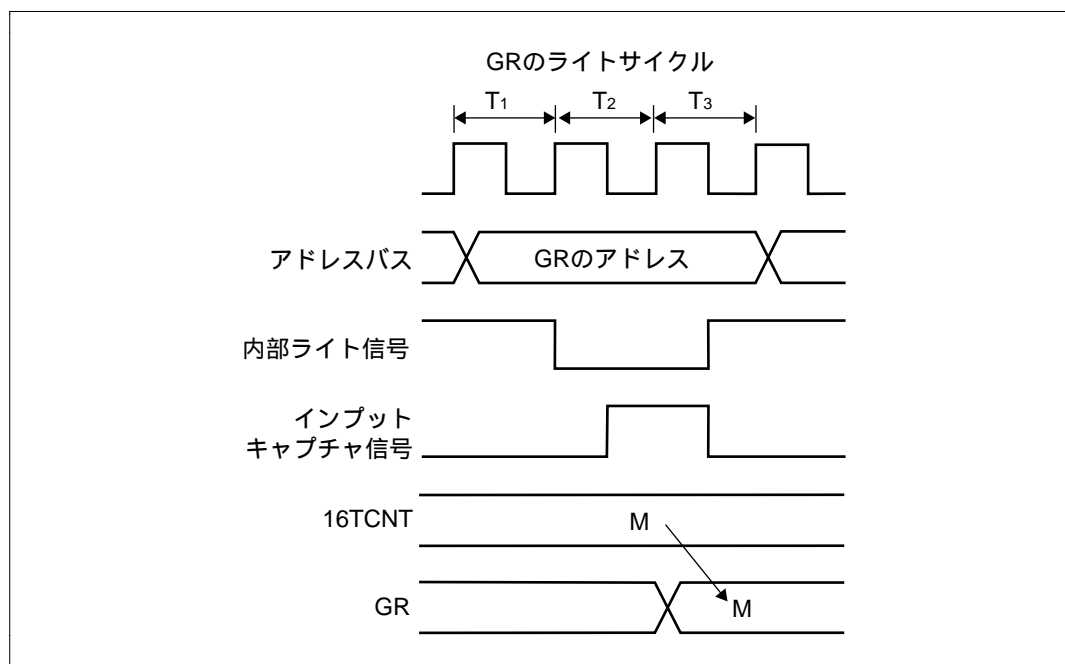 GRのライトサイクル
T1 T2 T3
アドレスバス GRのアドレス
内部ライト信号
インプット
キャプチャ信号
16TCNT M
GR M